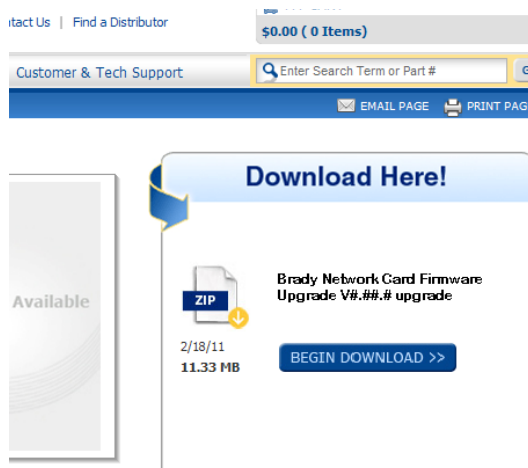 tact Us | Find a Distributor
$0.00 ( 0 Items)
Customer & Tech Support
Enter Search Term or Part #
G
EMAIL PAGE
PRINT PAG
Download Here!
Available
ZIP
Brady Network Card Firmware
Upgrade V#.##.# upgrade
2/18/11
11.33 MB
BEGIN DOWNLOAD >>